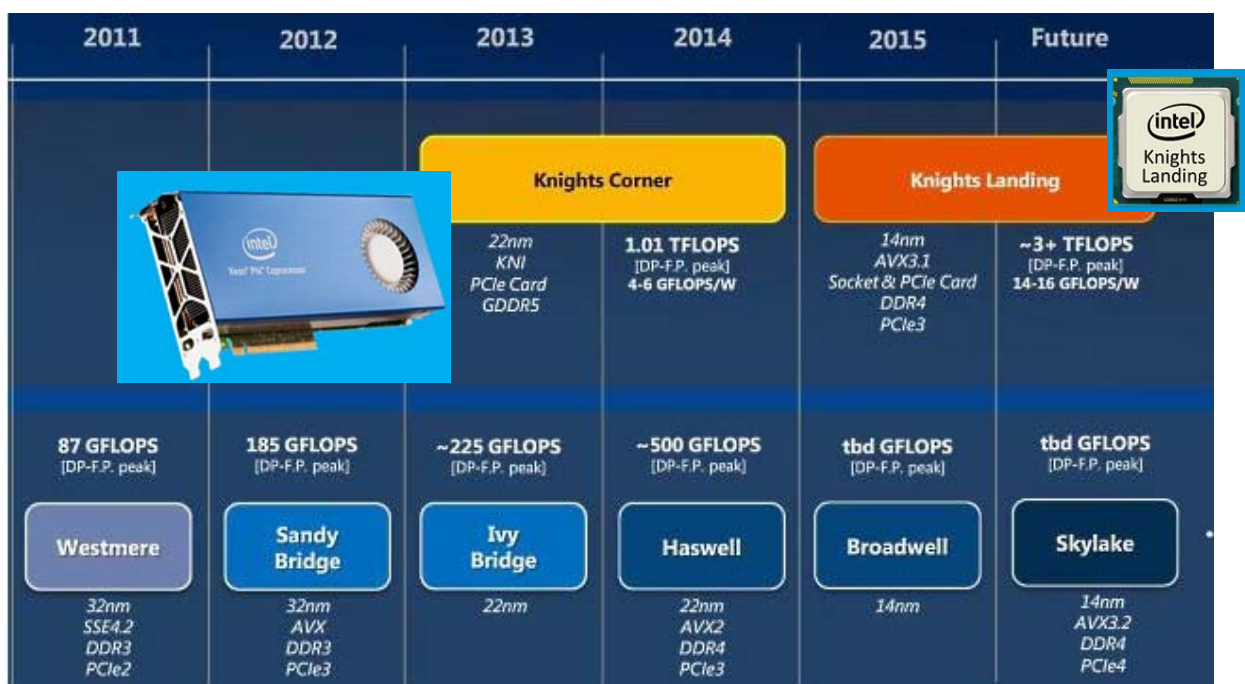 2011
2012
2013
2014
2015
Future
intel
Knights
Landing
Knights Corner
Knights Landing
intel
Xeon Phi Coprocessor
22nm
KNI
PCIe Card
GDDR5
1.01 TFLOPS
[DP-F.P. peak]
4-6 GFLOPS/W
14nm
AVX3.1
Socket & PCIe Card
DDR4
PCIe3
~3+ TFLOPS
[DP-F.P. peak]
14-16 GFLOPS/W
87 GFLOPS
[DP-F.P. peak]
185 GFLOPS
[DP-F.P. peak]
~225 GFLOPS
[DP-F.P. peak]
~500 GFLOPS
[DP-F.P. peak]
tbd GFLOPS
[DP-F.P. peak]
tbd GFLOPS
[DP-F.P. peak]
Westmere
Sandy
Bridge
Ivy
Bridge
Haswell
Broadwell
Skylake
32nm
SSE4.2
DDR3
PCIe2
32nm
AVX
DDR3
PCIe3
22nm
22nm
AVX2
DDR4
PCIe3
14nm
14nm
AVX3.2
DDR4
PCIe4